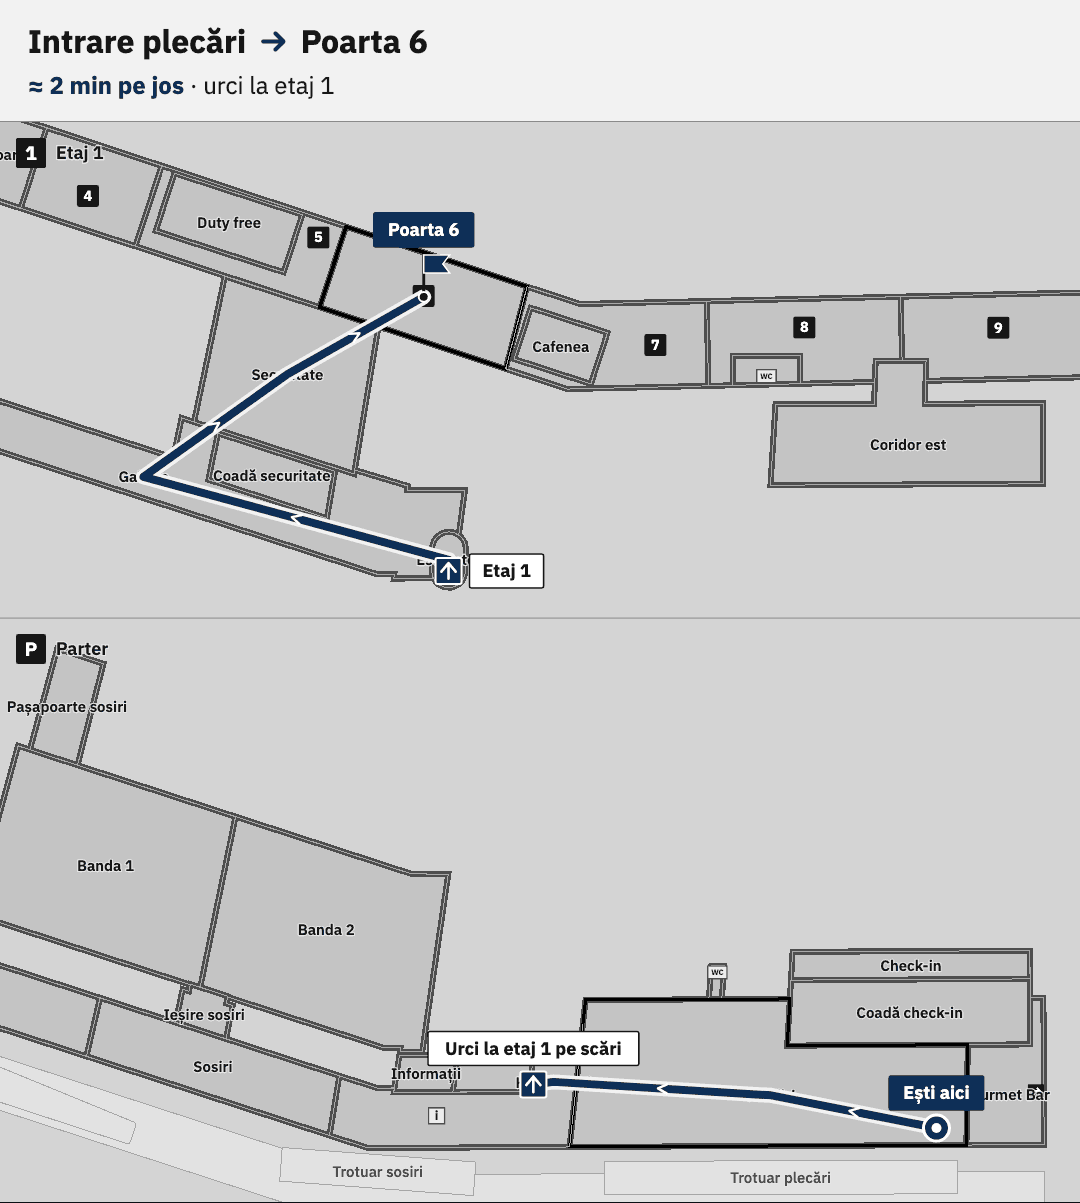 Intrare plecări → Poarta 6
≈ 2 min pe jos · urci la etaj 1
1 Etaj 1
4
Duty free
5
Poarta 6
Cafenea
7
8
9
wc
Coridor est
Coadă securitate
Etaj 1
P Parter
Pașapoarte sosiri
Banda 1
Banda 2
wc
Check-in
Coadă check-in
Ieșire sosiri
Urci la etaj 1 pe scări
Sosiri
Informații
Ești aici
Bar
i
Trotuar sosiri
Trotuar plecări